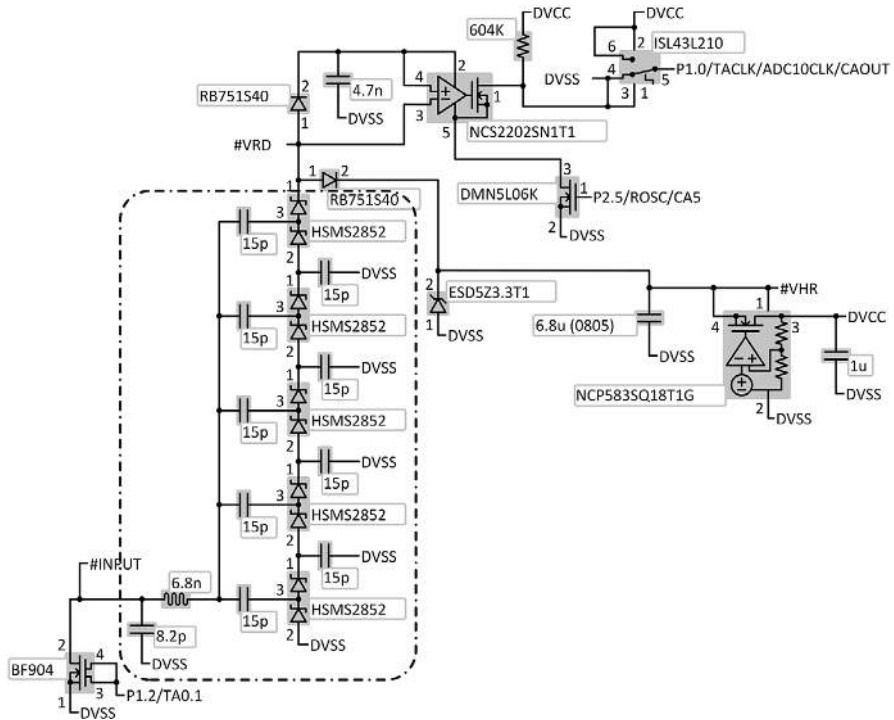 DVCC
DVCC
604K
2
6
ISL43L210
2
4
P1.0/TACLK/ADC10CLK/CAOUT
DVSS
5
3
1
2
4
1
3
NCS2202SN1T1
5
RB751S40
2
1
4.7n
DVSS
#VRD
1
2
RB751S40
3
DMN5L06K
1
P2.5/ROSC/CA5
2
DVSS
1
3
15p
HSMS2852
2
DVSS
15p
1
3
15p
HSMS2852
2
DVSS
15p
1
3
15p
HSMS2852
2
DVSS
15p
1
3
15p
HSMS2852
2
DVSS
15p
1
3
15p
HSMS2852
2
DVSS
2
ESD5Z3.3T1
1
DVSS
6.8u (0805)
DVSS
#VHR
1
4
3
DVCC
1u
DVSS
NCP583SQ18T1G
2
DVSS
#INPUT
6.8n
8.2p
DVSS
2
4
BF904
3
1
P1.2/TA0.1
DVSS